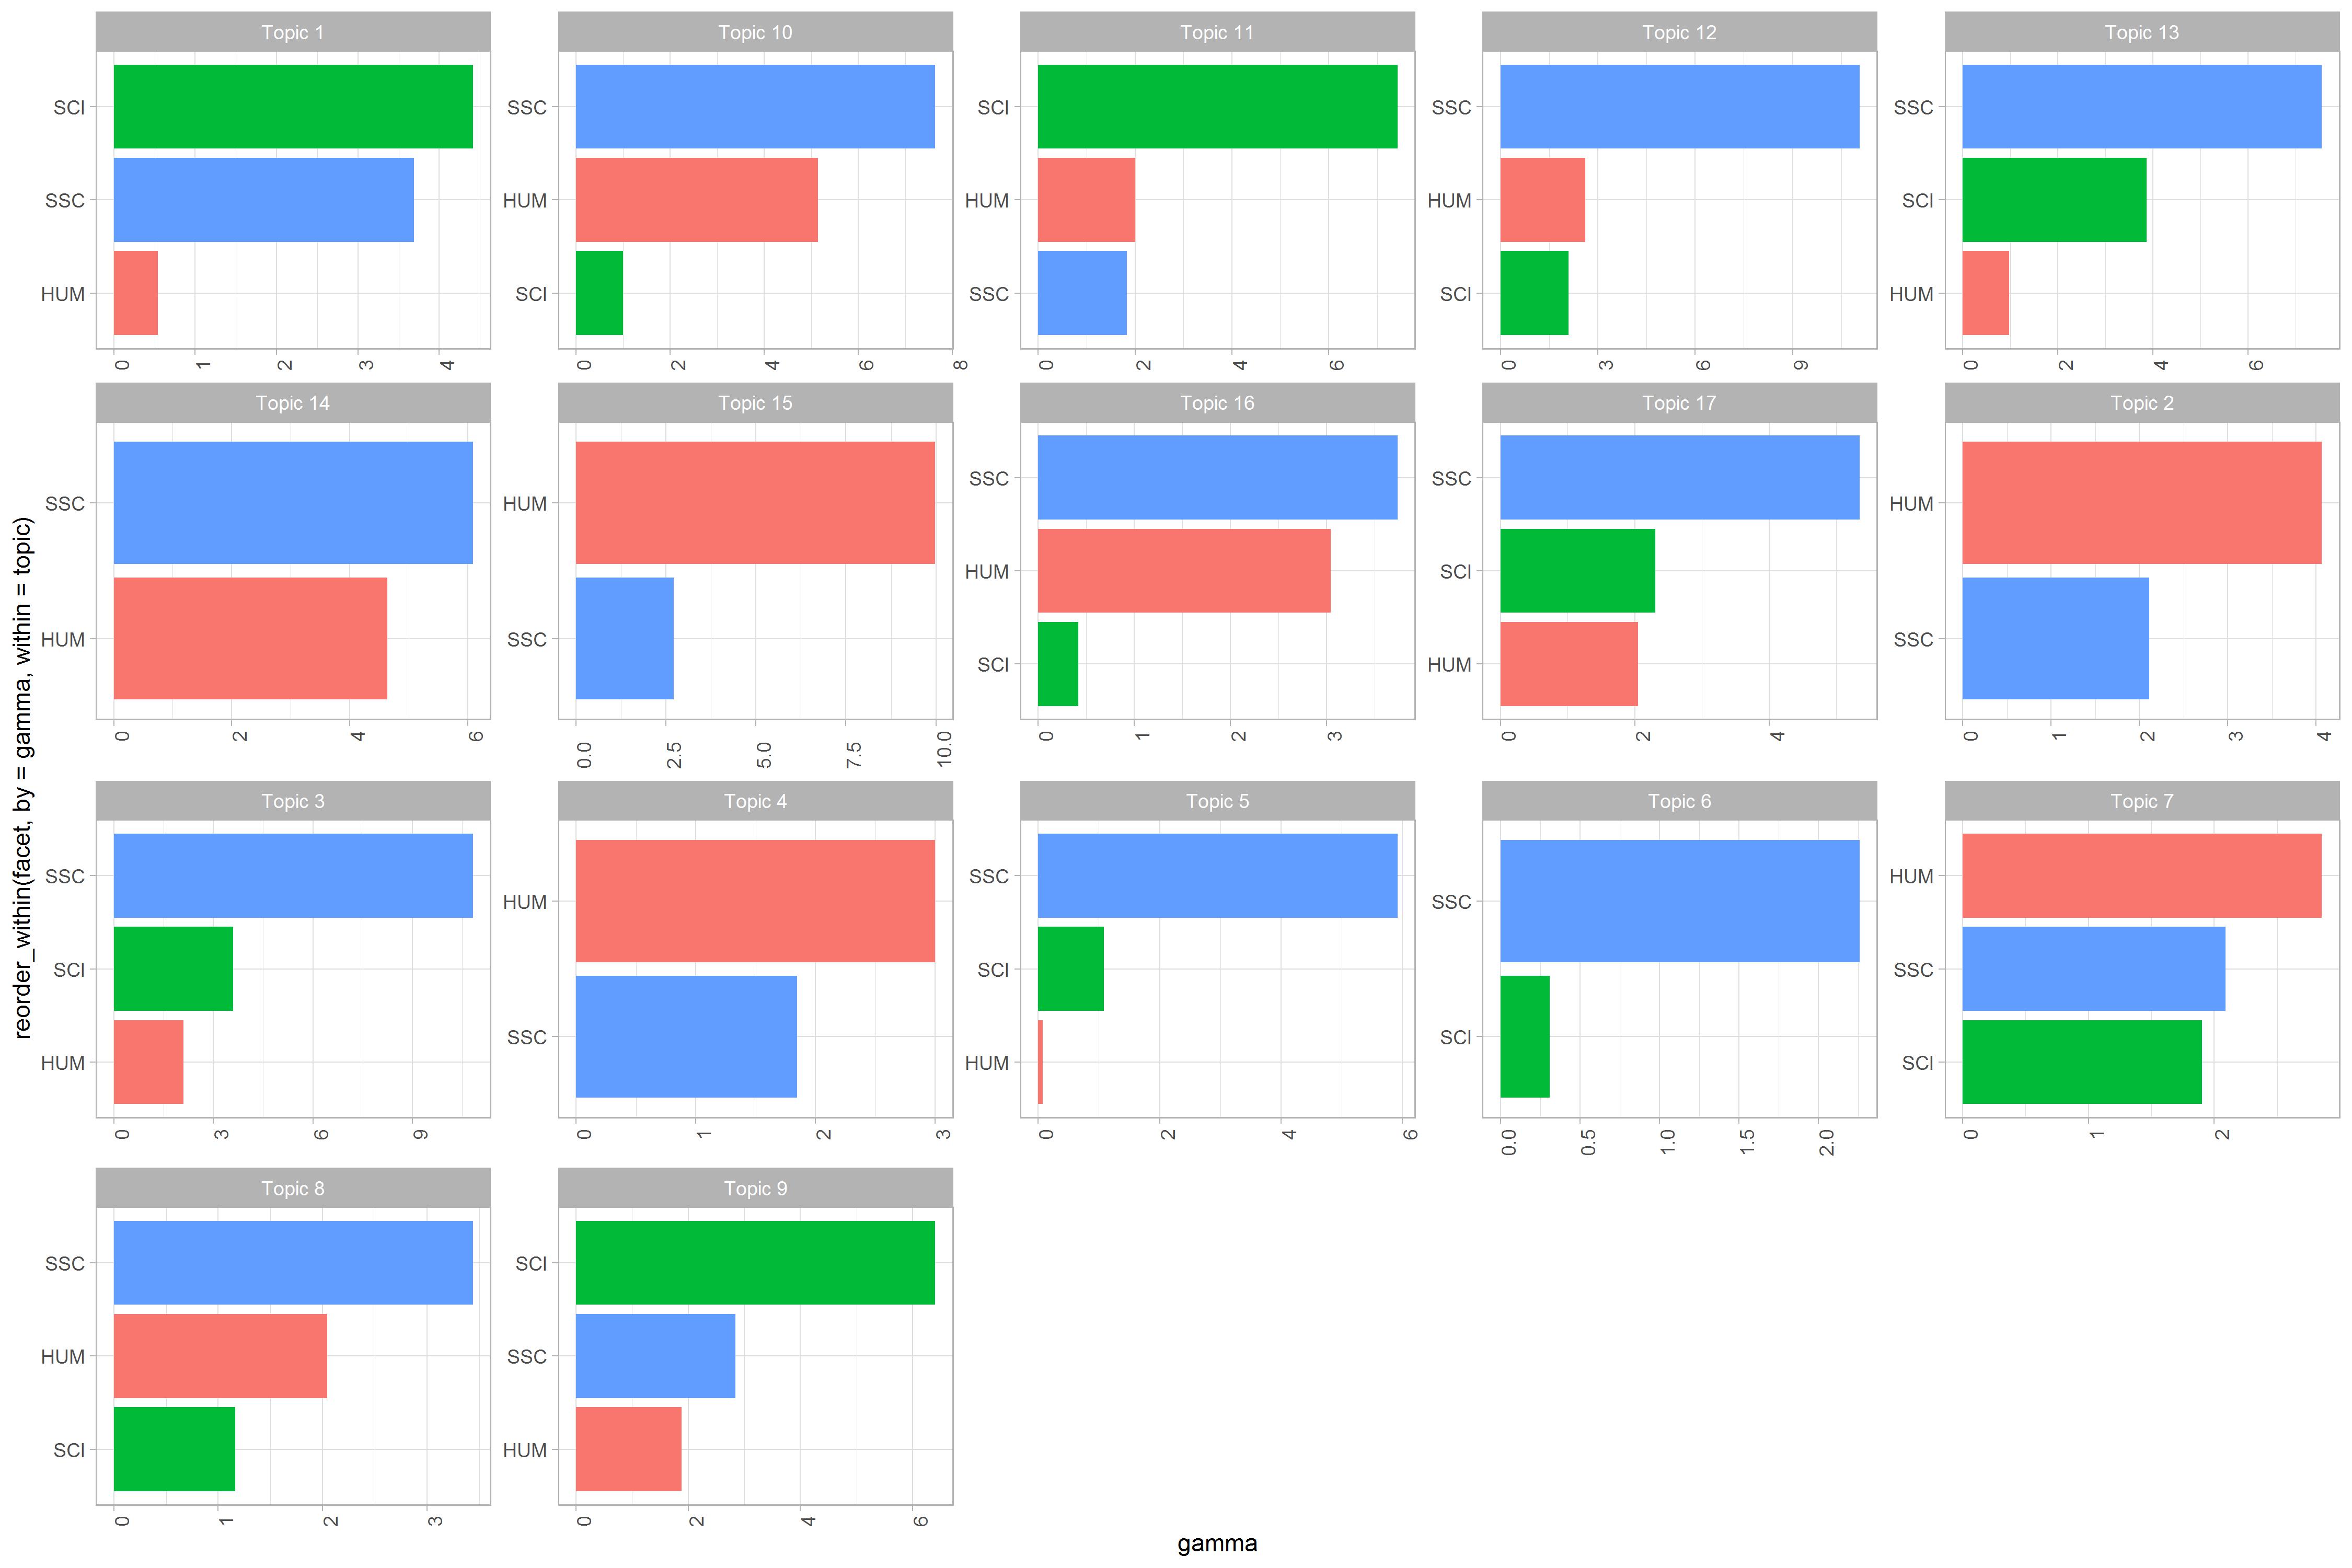 Topic 1
Topic 10
Topic 11
Topic 12
Topic 13
SCI
SSC
HUM
0 1 2 3 4
SSC
HUM
SCI
0 2 4 6 8
SCI
HUM
SSC
0 2 4 6
SSC
HUM
SCI
0 3 6 9
SSC
SCI
HUM
0 2 4 6
Topic 14
Topic 15
Topic 16
Topic 17
Topic 2
SSC
HUM
0 2 4 6
HUM
SSC
0.0 2.5 5.0 7.5 10.0
SSC
HUM
SCI
0 1 2 3
SSC
SCI
HUM
0 2 4
HUM
SSC
0 1 2 3 4
reorder_within(facet, by = gamma, within = topic)
Topic 3
Topic 4
Topic 5
Topic 6
Topic 7
SSC
SCI
HUM
0 3 6 9
HUM
SSC
0 1 2 3
SSC
SCI
HUM
0 2 4 6
SSC
SCI
0.0 0.5 1.0 1.5 2.0
HUM
SSC
SCI
0 1 2
Topic 8
Topic 9
SSC
HUM
SCI
0 1 2 3
SCI
SSC
HUM
0 2 4 6
gamma